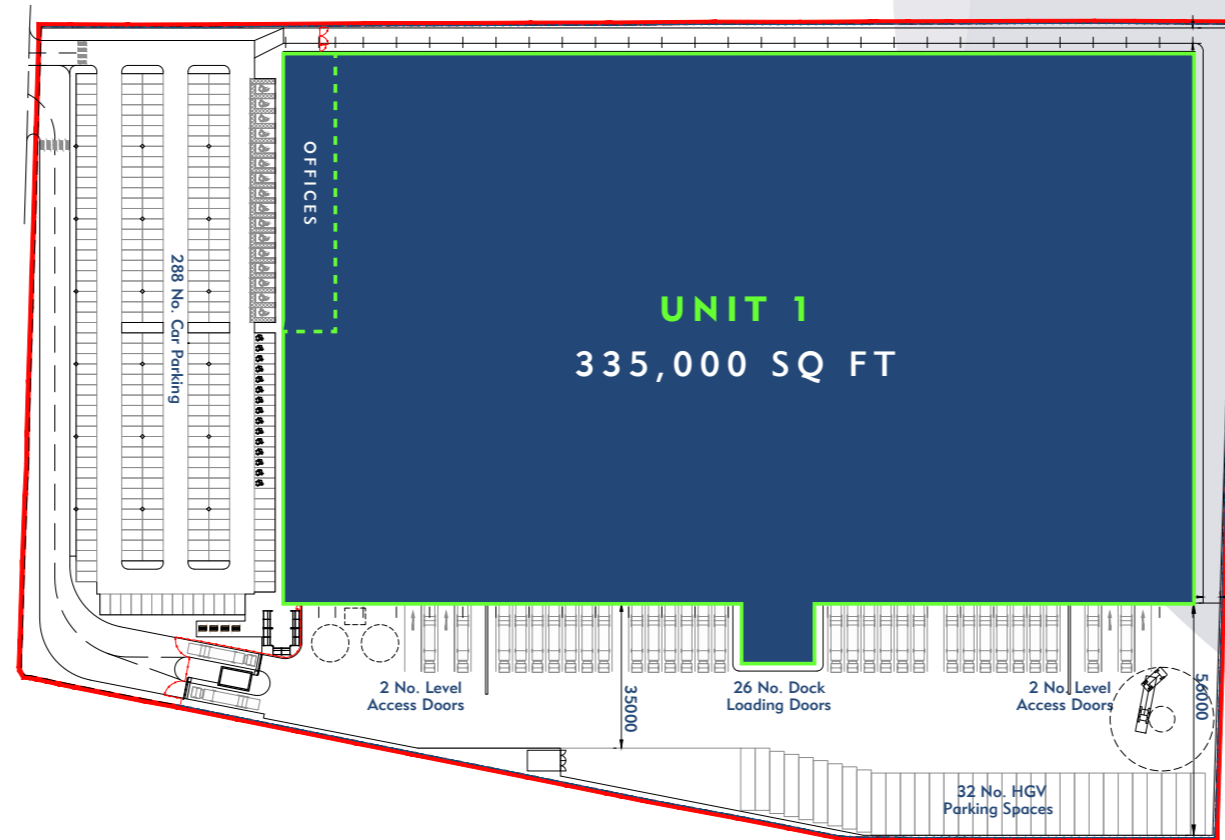 OFFICES
288 No. Car Parking
UNIT 1
335,000 SQ FT
2 No. Level
Access Doors
35000
26 No. Dock
Loading Doors
2 No. Level
Access Doors
56000
32 No. HGV
Parking Spaces